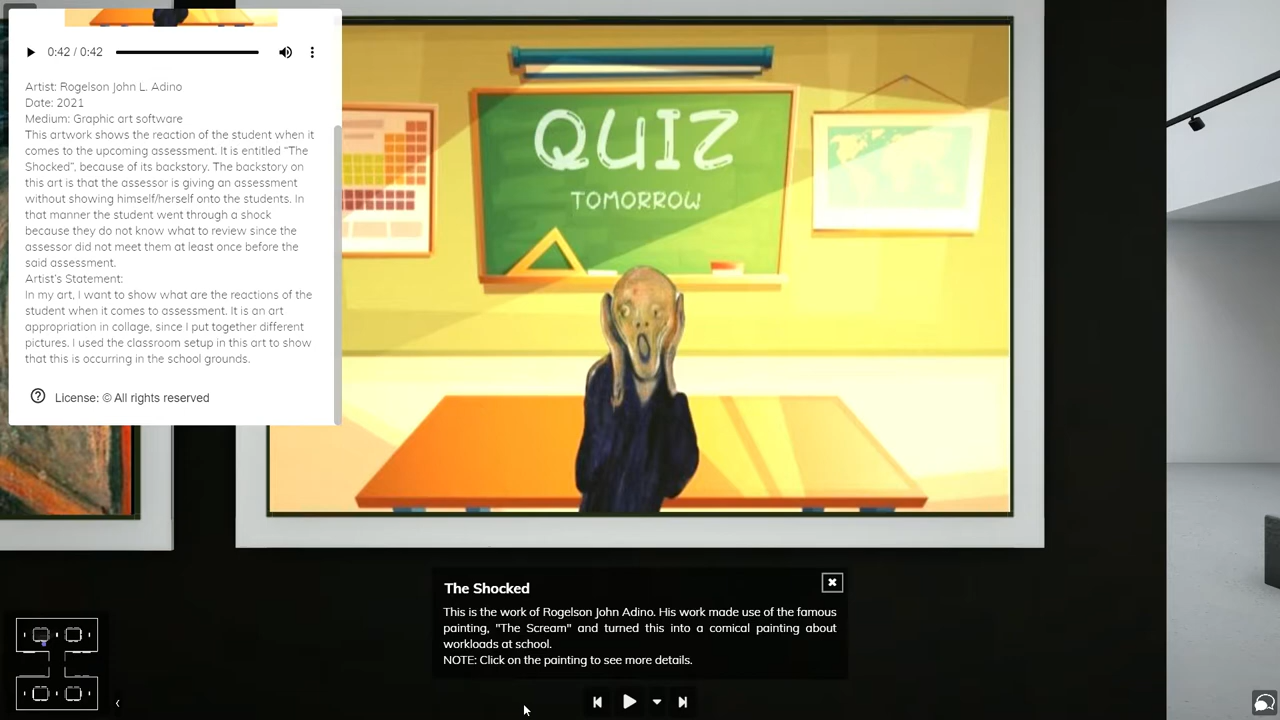 0:42 / 0:42
Artist: Rogelson John L. Adino
Date: 2021
Medium: Graphic art software
This artwork shows the reaction of the student when it
comes to the upcoming assessment. It is entitled “The
Shocked”, because of its backstory. The backstory on
this art is that the assessor is giving an assessment
without showing himself/herself onto the students. In
that manner the student went through a shock
because they do not know what to review since the
assessor did not meet them at least once before the
said assessment.
Artist's Statement:
In my art, I want to show what are the reactions of the
student when it comes to assessment. It is an art
appropriation in collage, since I put together different
pictures. I used the classroom setup in this art to show
that this is occurring in the school grounds.
License: © All rights reserved
QUIZ
TOMORROW
The Shocked
This is the work of Rogelson John Adino. His work made use of the famous
painting, "The Scream" and turned this into a comical painting about
workloads at school.
NOTE: Click on the painting to see more details.